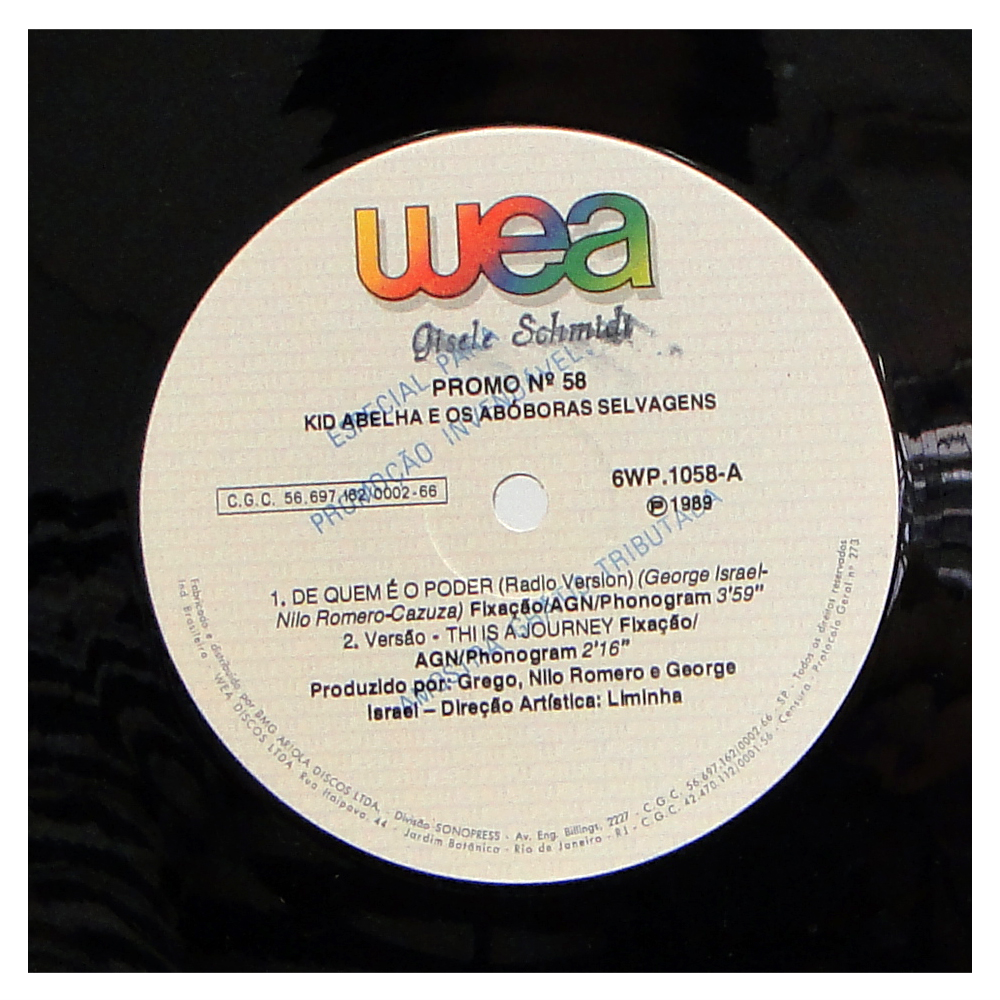 wea
Gisele Schmidt
ESPECIAL PARA
PROMOÇÃO INVENDÁVEL
PROMO Nº 58
KID ABELHA E OS ABÓBORAS SELVAGENS
C.G.C. 56.697.162/0002-66
6WP.1058-A
Ⓟ 1989
AMOSTRA GRÁTIS TRIBUTADA
1. DE QUEM É O PODER (Radio Version) (George Israel-
Nilo Romero-Cazuza) Fixação/AGN/Phonogram 3'59"
2. Versão - THI IS A JOURNEY Fixação/
AGN/Phonogram 2'16"
Produzido por: Grego, Nilo Romero e George
Israel – Direção Artística: Liminha
Fabricado e distribuído por BMG ARIOLA DISCOS LTDA. - Divisão SONOPRESS - Av. Eng. Billings, 2227 - C.G.C. 56.697.162/0002-66 - SP - Todos os direitos reservados
Ind. Brasileira - WEA DISCOS LTDA. Rua Itaipava, 44 - Jardim Botânico - Rio de Janeiro - RJ - C.G.C. 42.470.112/0001-56 - Censura - Protocolo Geral nº 273